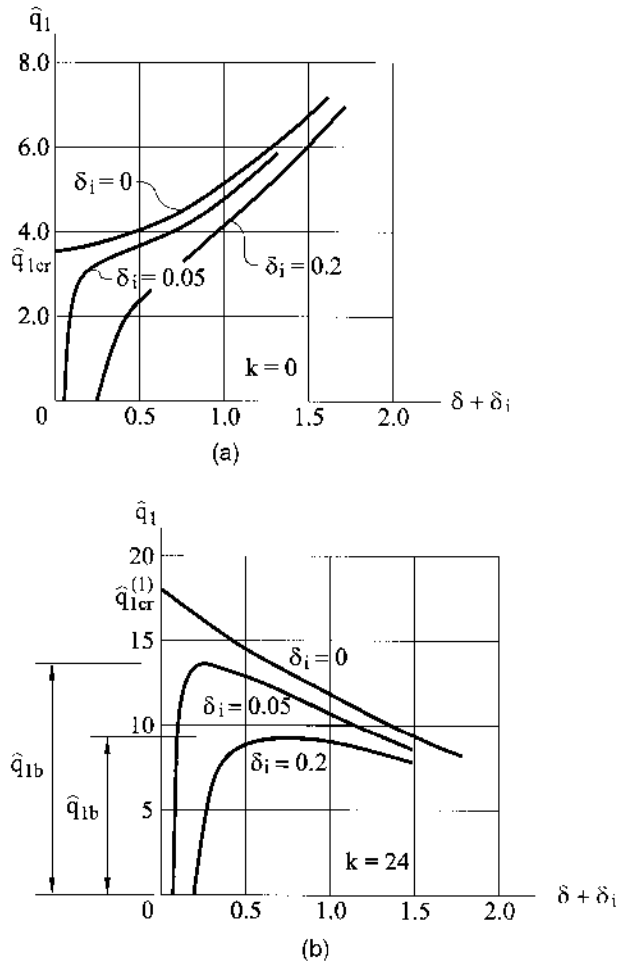 q̂₁
8.0
6.0
δᵢ = 0
4.0
q̂₁cr
δᵢ = 0.05
δᵢ = 0.2
2.0
k = 0
0 0.5 1.0 1.5 2.0 δ + δᵢ
(a)
q̂₁
20
q̂₁cr⁽¹⁾
15
δᵢ = 0
δᵢ = 0.05
10
q̂₁b
δᵢ = 0.2
q̂₁b
5
k = 24
0 0.5 1.0 1.5 2.0 δ + δᵢ
(b)